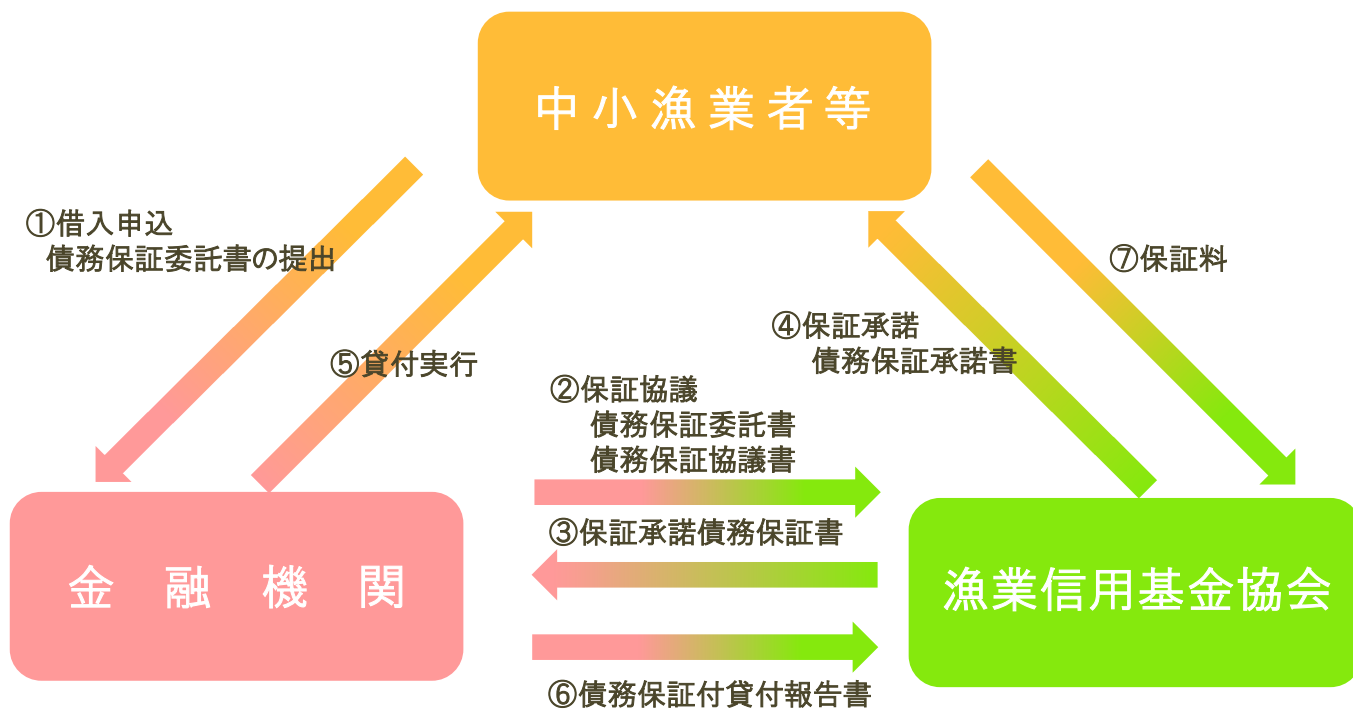 中小漁業者等
①借入申込
債務保証委託書の提出
⑦保証料
④保証承諾
債務保証承諾書
⑤貸付実行
②保証協議
債務保証委託書
債務保証協議書
③保証承諾債務保証書
金融機関
漁業信用基金協会
⑥債務保証付貸付報告書